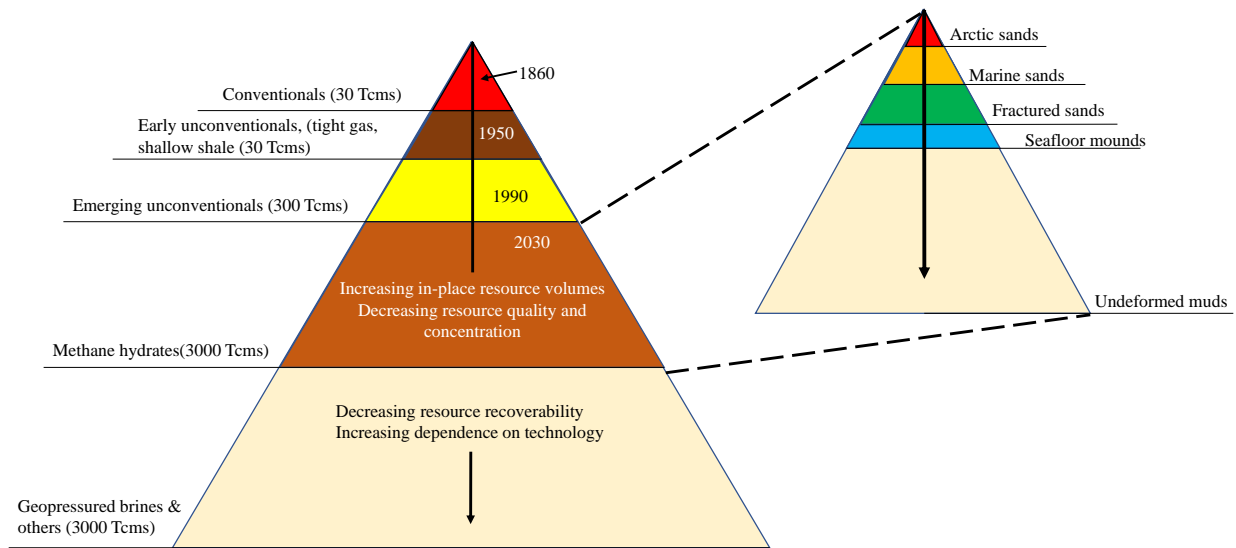 1860
Conventionals (30 Tcms)
Early unconventionals, (tight gas,
shallow shale (30 Tcms)
1950
Emerging unconventionals (300 Tcms)
1990
2030
Increasing in-place resource volumes
Decreasing resource quality and
concentration
Methane hydrates(3000 Tcms)
Decreasing resource recoverability
Increasing dependence on technology
Geopressured brines &
others (3000 Tcms)
Arctic sands
Marine sands
Fractured sands
Seafloor mounds
Undeformed muds